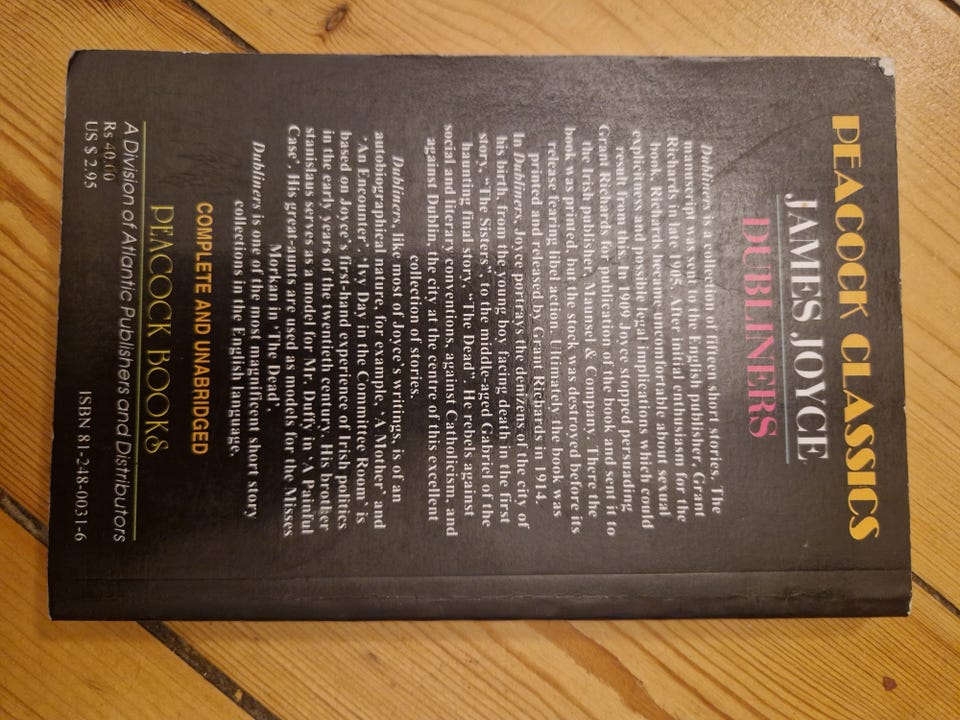 PEACOCK CLASSICS
JAMES JOYCE
DUBLINERS
Dubliners is a collection of fifteen short stories. The
manuscript was sent to the English publisher, Grant
Richards in late 1905. After initial enthusiasm for the
book, Richards became uncomfortable about sexual
explicitness and possible legal implications which could
result from this. In 1909 Joyce stopped persuading
Grant Richards for publication of the book and sent it to
the Irish publisher, Maunsel & Company. There the
book was printed, but the stock was destroyed before its
release fearing libel action. Ultimately the book was
printed and released by Grant Richards in 1914.
In Dubliners, Joyce portrays the denizens of the city of
his birth, from the young boy facing death in the first
story, "The Sisters", to the middle-aged Gabriel of the
haunting final story, "The Dead". He rebels against
social and literary conventions, against Catholicism, and
against Dublin, the city at the centre of this excellent
collection of stories.
Dubliners, like most of Joyce's writings, is of an
autobiographical nature, for example, 'A Mother' and
'An Encounter'. 'Ivy Day in the Committee Room' is
based on Joyce's first-hand experience of Irish politics
in the early years of the twentieth century. His brother
stanislaus serves as a model for Mr. Duffy in 'A Painful
Case'. His great-aunts are used as models for the Misses
Morkan in 'The Dead'.
Dubliners is one of the most magnificent short story
collections in the English language.
COMPLETE AND UNABRIDGED
PEACOCK BOOKS
A Division of Atlantic Publishers and Distributors
Rs 40.00
US $ 2.95
ISBN 81-248-0031-6